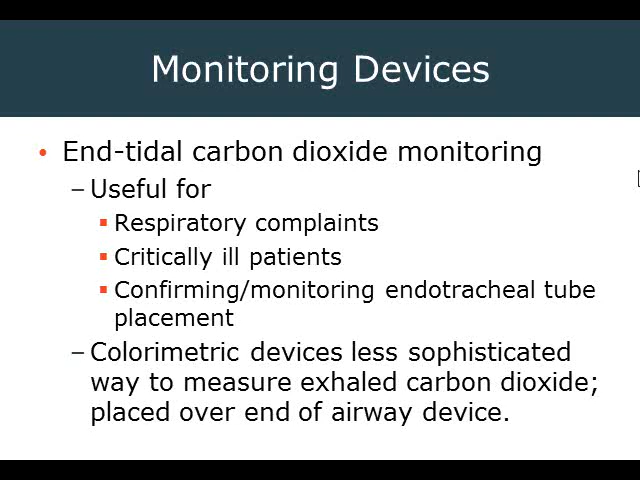 Monitoring Devices
• End-tidal carbon dioxide monitoring
– Useful for
▪ Respiratory complaints
▪ Critically ill patients
▪ Confirming/monitoring endotracheal tube
placement
– Colorimetric devices less sophisticated
way to measure exhaled carbon dioxide;
placed over end of airway device.